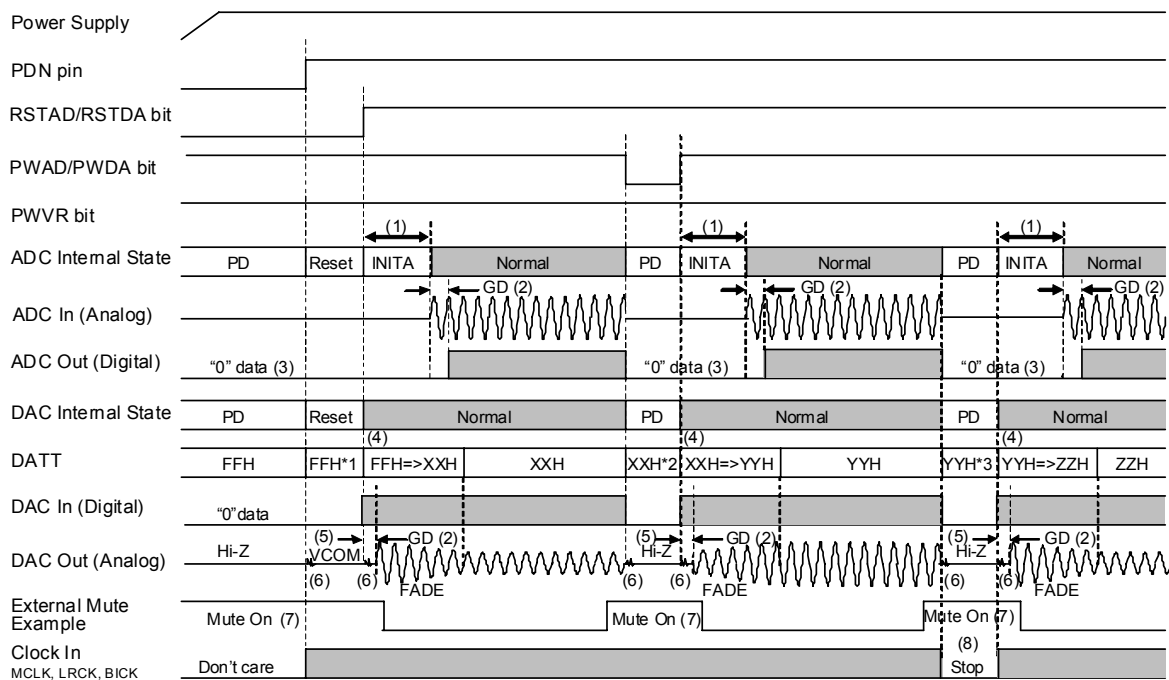 Power Supply
PDN pin
RSTAD/RSTDA bit
PWAD/PWDA bit
PWVR bit
(1) (1) (1)
ADC Internal State PD Reset INITA Normal PD INITA Normal PD INITA Normal
GD (2) GD (2) GD (2)
ADC In (Analog)
ADC Out (Digital) “0” data (3) “0” data (3) “0” data (3)
DAC Internal State PD Reset Normal PD Normal PD Normal
(4) (4) (4)
DATT FFH FFH*1 FFH=>XXH XXH XXH*2 XXH=>YYH YYH YYH*3 YYH=>ZZH ZZH
DAC In (Digital) “0”data
(5) GD (2) (5) GD (2) (5) GD (2)
DAC Out (Analog) Hi-Z VCOM Hi-Z Hi-Z
(6) (6) FADE (6) (6) FADE (6) (6) FADE
External Mute
Example Mute On (7) Mute On (7) Mute On (7)
(8)
Clock In
MCLK, LRCK, BICK Don’t care Stop